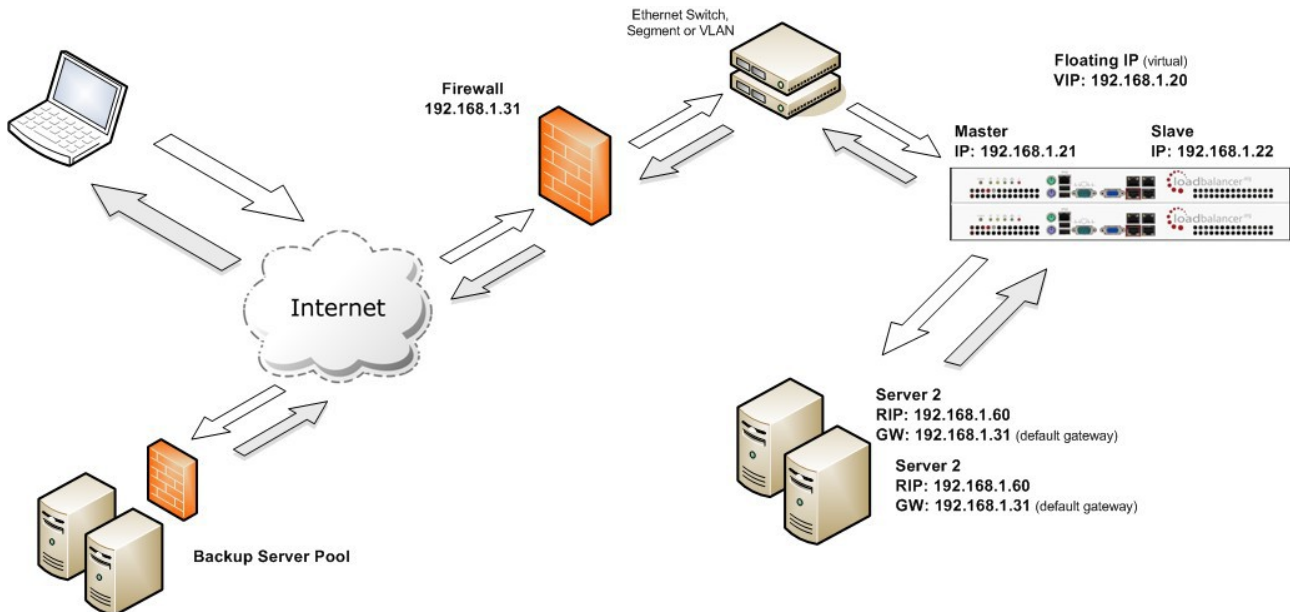 Ethernet Switch,
Segment or VLAN
Floating IP (virtual)
VIP: 192.168.1.20
Firewall
192.168.1.31
Master
IP: 192.168.1.21
Slave
IP: 192.168.1.22
loadbalancer.org
loadbalancer.org
Internet
Server 2
RIP: 192.168.1.60
GW: 192.168.1.31 (default gateway)
Server 2
RIP: 192.168.1.60
GW: 192.168.1.31 (default gateway)
Backup Server Pool